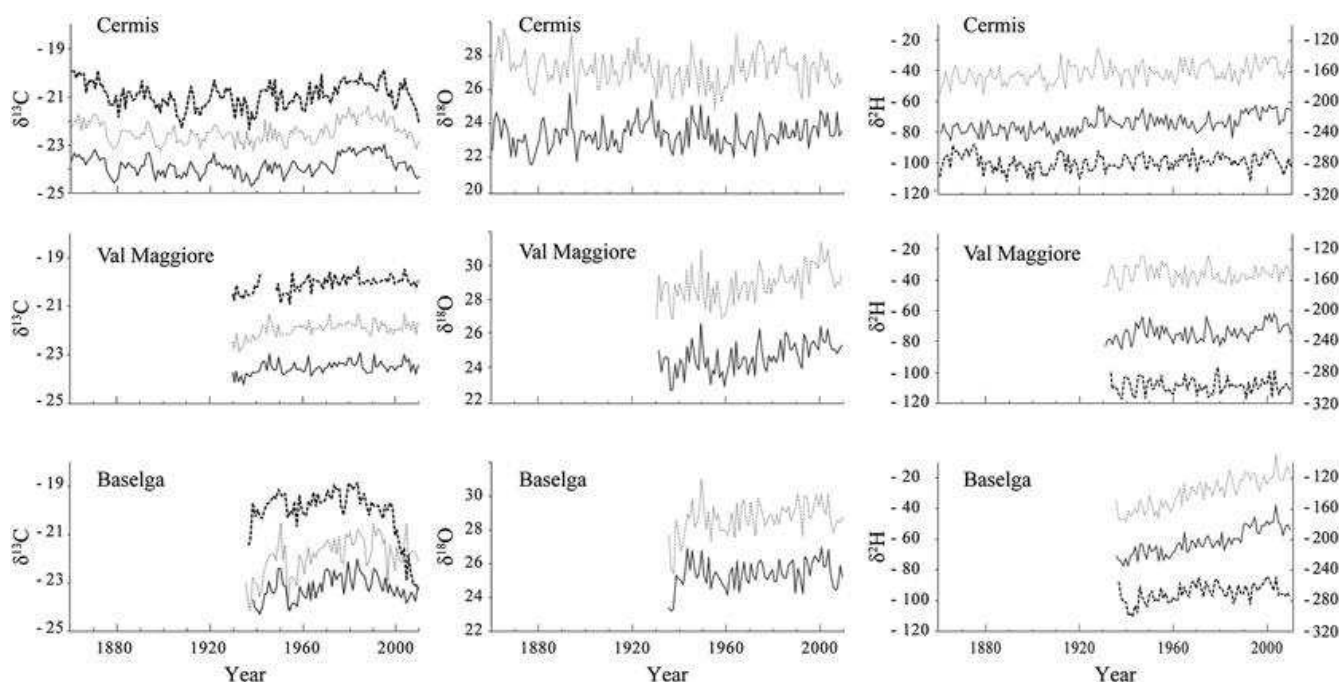 Cermis
- 19
- 21
- 23
- 25
δ¹³C
Cermis
28
26
24
22
20
δ¹⁸O
Cermis
- 20
- 40
- 60
- 80
- 100
- 120
δ²H
- 120
- 160
- 200
- 240
- 280
- 320
Val Maggiore
- 19
- 21
- 23
- 25
δ¹³C
Val Maggiore
30
28
26
24
22
δ¹⁸O
Val Maggiore
- 20
- 40
- 60
- 80
- 100
- 120
δ²H
- 120
- 160
- 200
- 240
- 280
- 320
Baselga
- 19
- 21
- 23
- 25
δ¹³C
1880 1920 1960 2000
Year
Baselga
32
30
28
26
24
22
δ¹⁸O
1880 1920 1960 2000
Year
Baselga
- 20
- 40
- 60
- 80
- 100
- 120
δ²H
- 120
- 160
- 200
- 240
- 280
- 320
1880 1920 1960 2000
Year